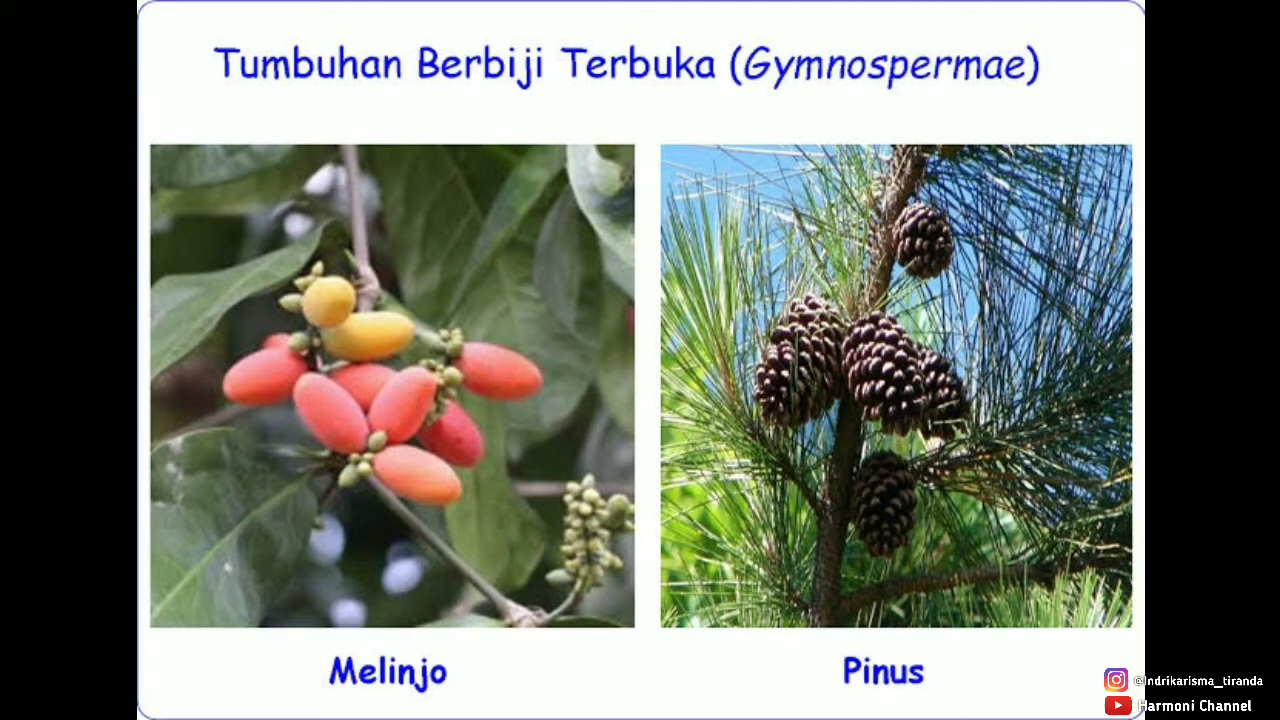 Tumbuhan Berbiji Terbuka (Gymnospermae)
Melinjo
Pinus
@indrikarisma_tiranda
Harmoni Channel